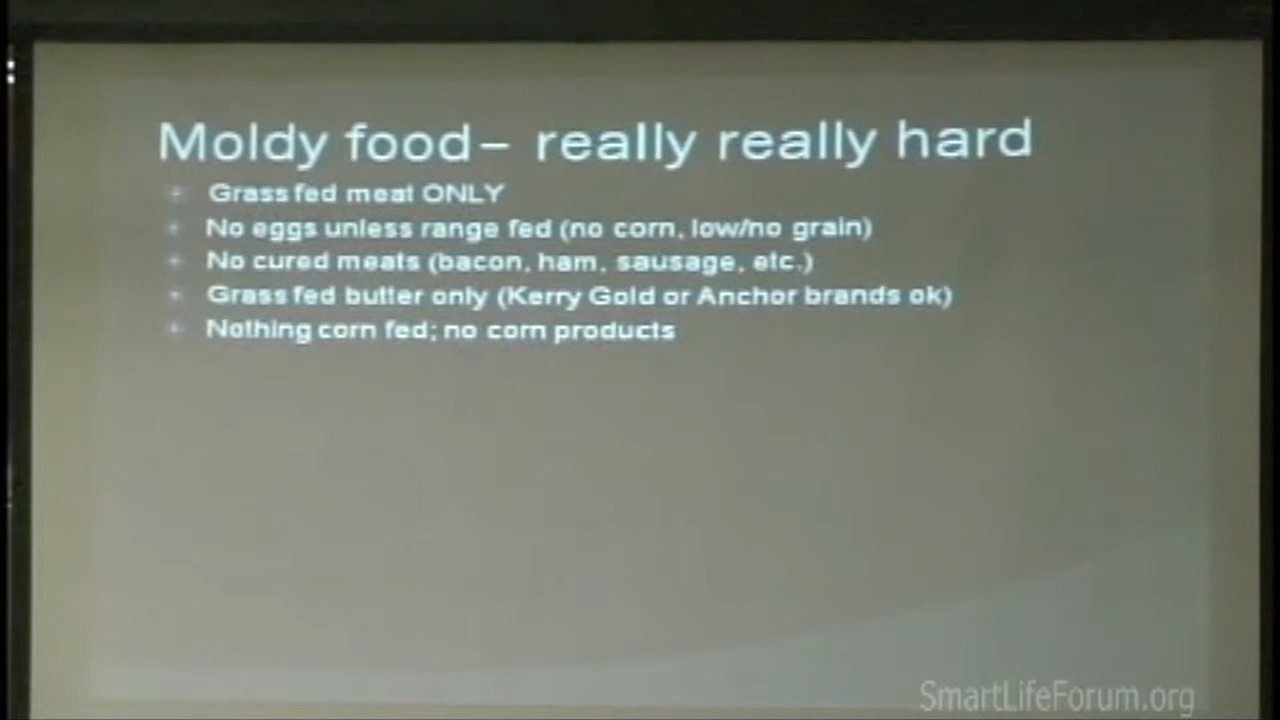 Moldy food– really really hard
Grass fed meat ONLY
No eggs unless range fed (no corn, low/no grain)
No cured meats (bacon, ham, sausage, etc.)
Grass fed butter only (Kerry Gold or Anchor brands ok)
Nothing corn fed; no corn products
SmartLifeForum.org